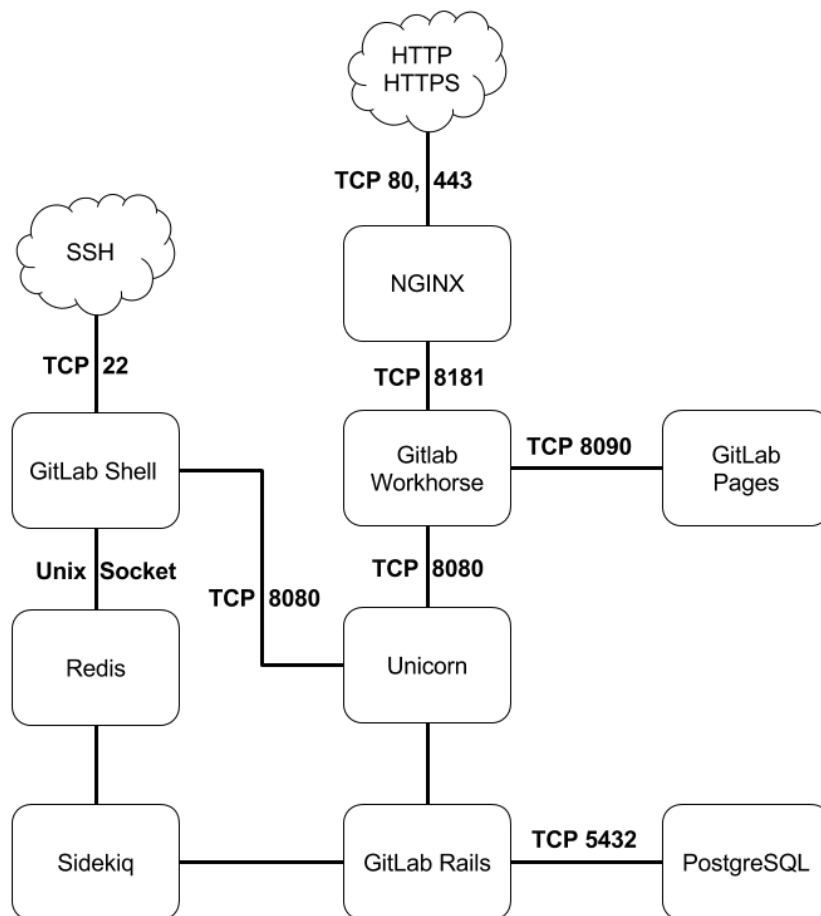 HTTP
HTTPS
TCP 80, 443
SSH
NGINX
TCP 22
TCP 8181
GitLab Shell
Gitlab
Workhorse
TCP 8090
GitLab
Pages
Unix Socket
TCP 8080
TCP 8080
Redis
Unicorn
Sidekiq
GitLab Rails
TCP 5432
PostgreSQL